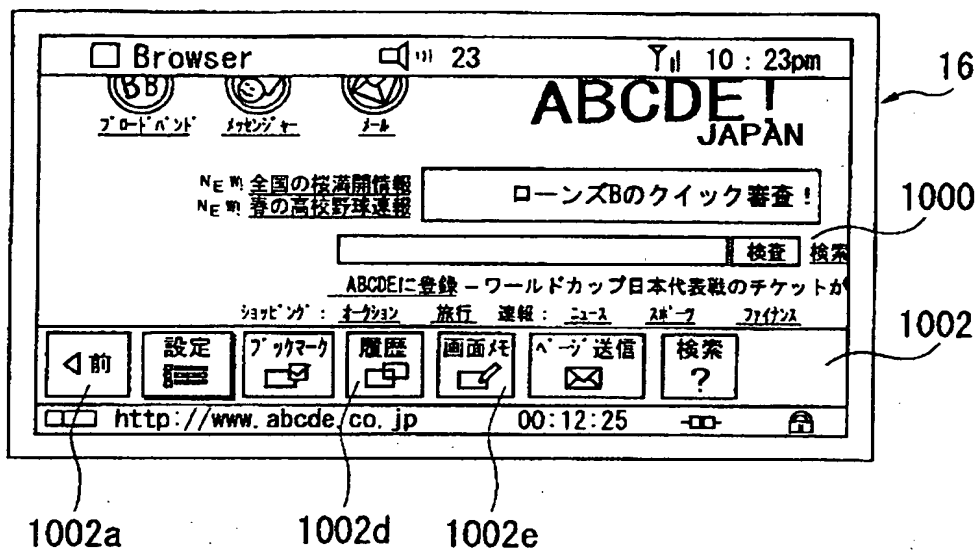 Browser 23 10 : 23pm
16
BB
ブロードバンド メッセンジャー メール
ABCDE!
JAPAN
NEW! 全国の桜満開情報
NEW! 春の高校野球速報
ローンズBのクイック審査!
1000
検査 検索
ABCDEに登録 – ワールドカップ日本代表戦のチケットが
ショッピング : オークション 旅行 速報 : ニュース スポーツ ファイナンス
1002
前 設定 ブックマーク 履歴 画面メモ ページ送信 検索
?
http://www.abcde.co.jp 00:12:25
1002a 1002d 1002e